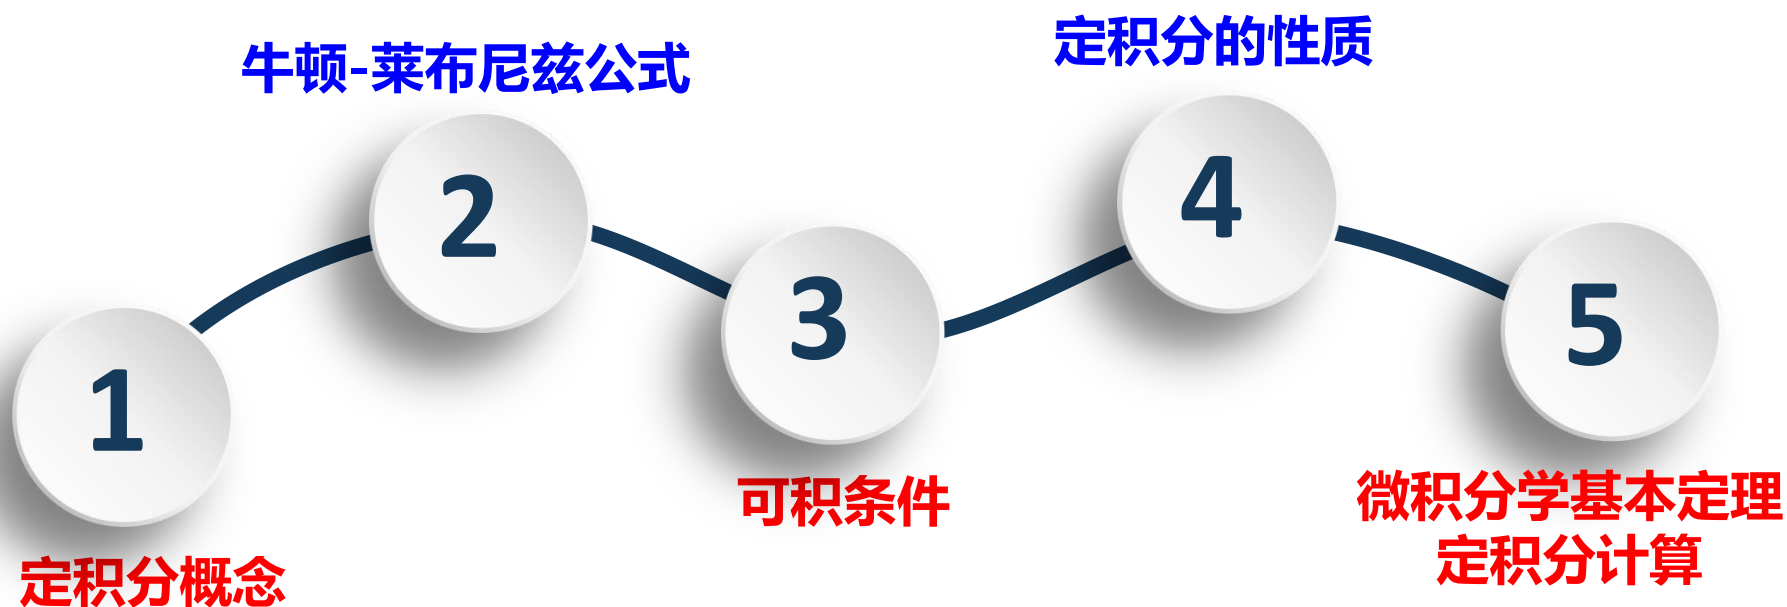 1
定积分概念
2
牛顿-莱布尼兹公式
3
可积条件
4
定积分的性质
5
微积分学基本定理
定积分计算